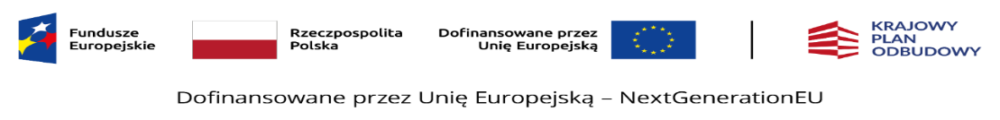 Fundusze
Europejskie
Rzeczpospolita
Polska
Dofinansowane przez
Unię Europejską
KRAJOWY
PLAN
ODBUDOWY
Dofinansowane przez Unię Europejską – NextGenerationEU